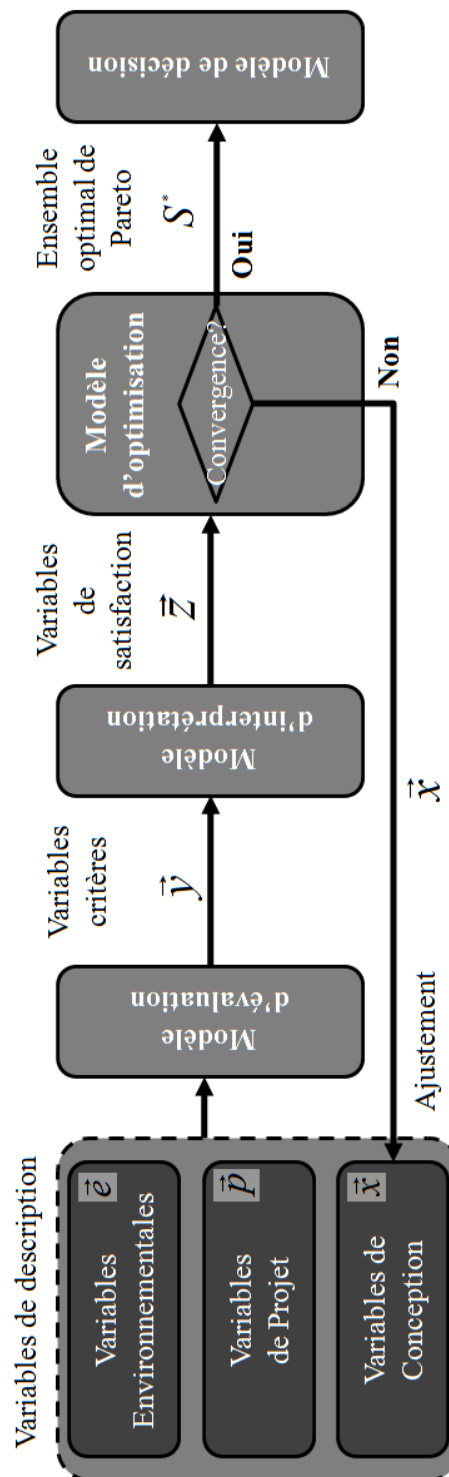 Variables de description
Variables
Environnementales
e⃗
Variables
de Projet
p⃗
Variables de
Conception
x⃗
Modèle
d’évaluation
Variables
critères
y⃗
Modèle
d’interprétation
Variables
de
satisfaction
z⃗
Modèle
d’optimisation
Convergence?
Ensemble
optimal de
Pareto
S*
Oui
Modèle de décision
Non
x⃗
Ajustement